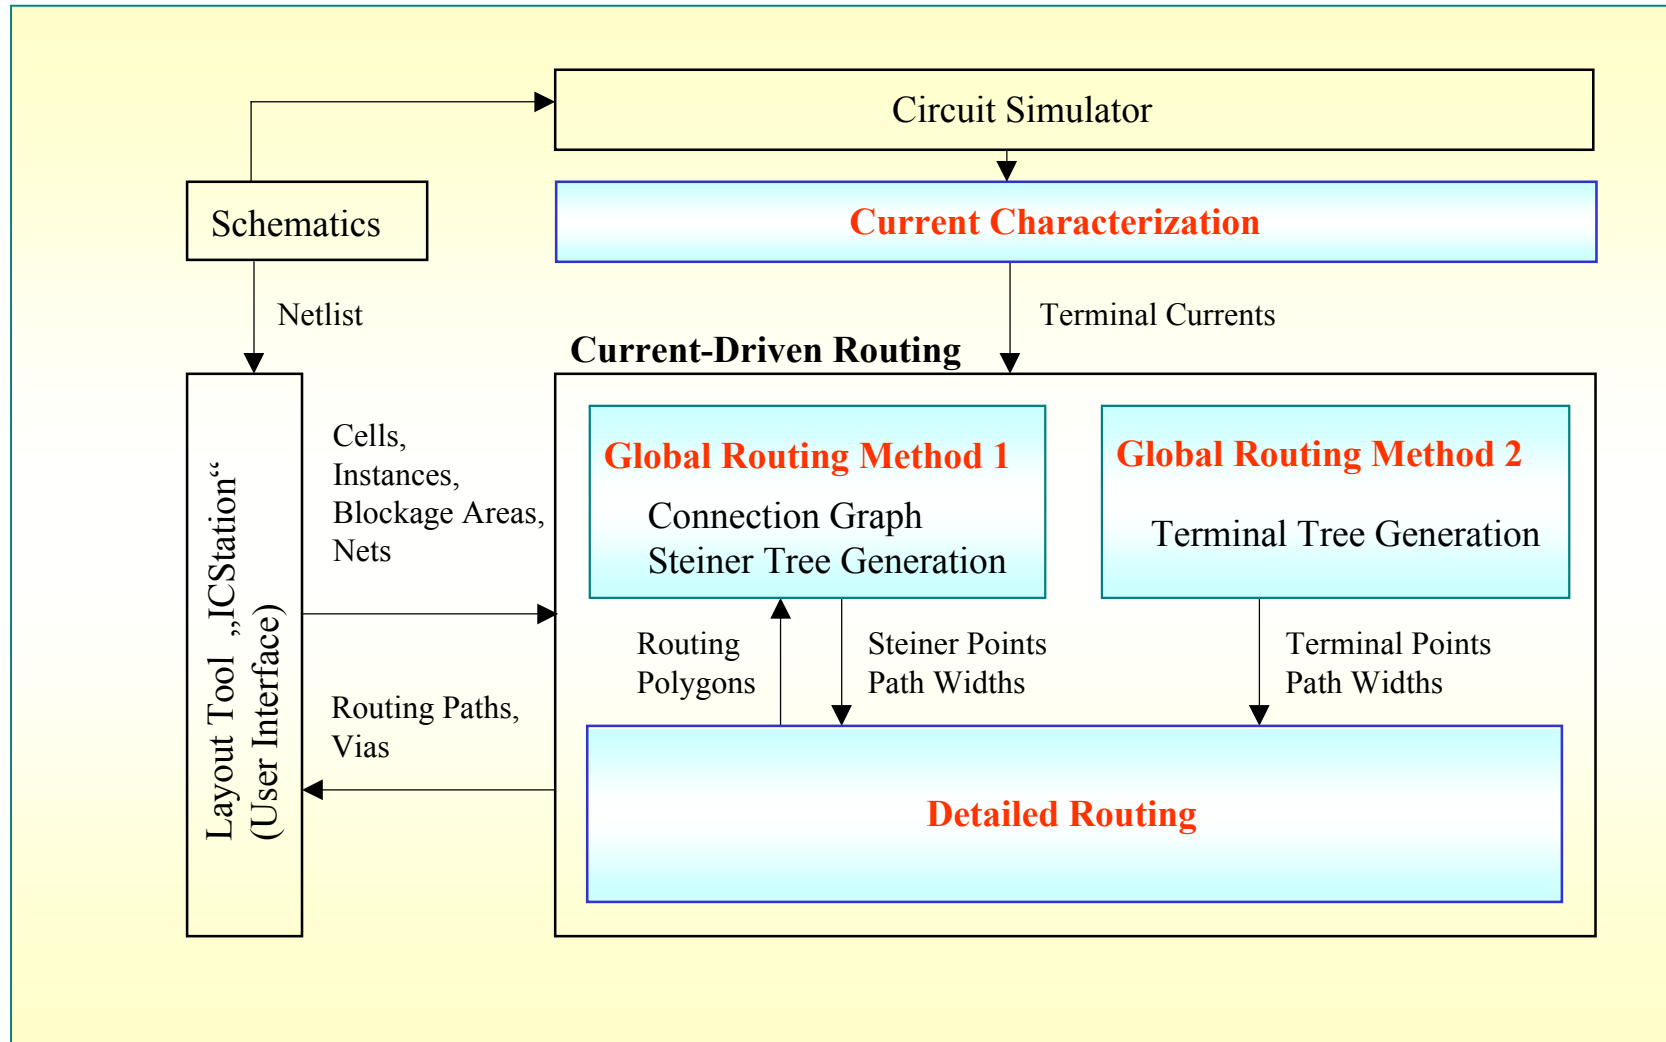 Circuit Simulator
Schematics
Current Characterization
Netlist
Terminal Currents
Current-Driven Routing
Layout Tool „ICStation“
(User Interface)
Cells,
Instances,
Blockage Areas,
Nets
Routing Paths,
Vias
Global Routing Method 1
Connection Graph
Steiner Tree Generation
Global Routing Method 2
Terminal Tree Generation
Routing
Polygons
Steiner Points
Path Widths
Terminal Points
Path Widths
Detailed Routing